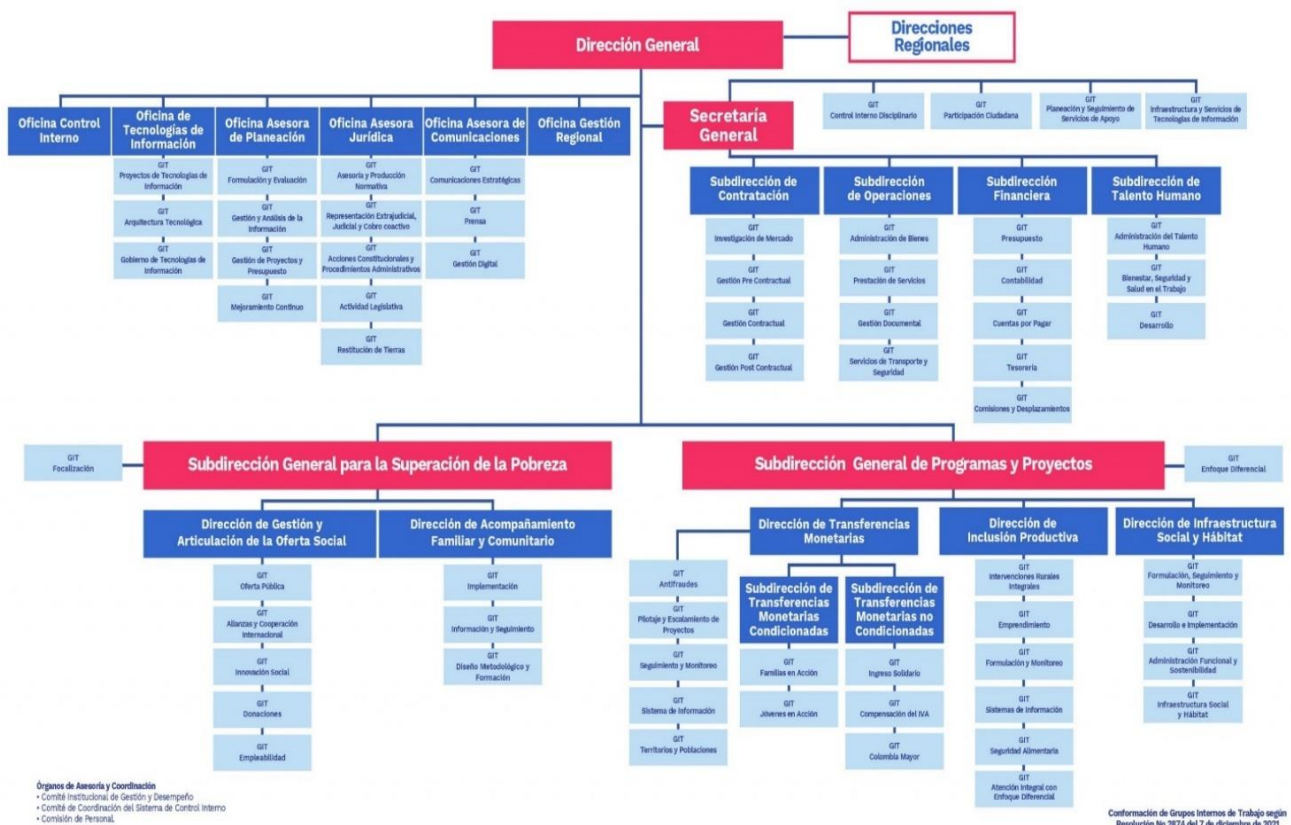 Dirección General
Direcciones
Regionales
Oficina Control
Interno
Oficina de
Tecnologías de
Información
GIT
Proyectos de Tecnologías de
Información
GIT
Arquitectura Tecnológica
GIT
Gobierno de Tecnologías de
Información
Oficina Asesora
de Planeación
GIT
Formulación y Evaluación
GIT
Gestión y Análisis de la
Información
GIT
Gestión de Proyectos y
Presupuesto
GIT
Mejoramiento Continuo
Oficina Asesora
Jurídica
GIT
Asesoría y Producción
Normativa
GIT
Representación Extrajudicial,
Judicial y Cobro coactivo
GIT
Acciones Constitucionales y
Procedimientos Administrativos
GIT
Actividad Legislativa
GIT
Restitución de Tierras
Oficina Asesora de
Comunicaciones
GIT
Comunicaciones Estratégicas
GIT
Prensa
GIT
Gestión Digital
Oficina Gestión
Regional
Secretaría
General
GIT
Control Interno Disciplinario
GIT
Participación Ciudadana
GIT
Planeación y Seguimiento de
Servicios de Apoyo
GIT
Infraestructura y Servicios de
Tecnologías de Información
Subdirección de
Contratación
GIT
Investigación de Mercado
GIT
Gestión Pre Contractual
GIT
Gestión Contractual
GIT
Gestión Post Contractual
Subdirección
de Operaciones
GIT
Administración de Bienes
GIT
Prestación de Servicios
GIT
Gestión Documental
GIT
Servicios de Transporte y
Seguridad
Subdirección
Financiera
GIT
Presupuesto
GIT
Contabilidad
GIT
Cuentas por Pagar
GIT
Tesorería
GIT
Comisiones y Desplazamientos
Subdirección de
Talento Humano
GIT
Administración del Talento
Humano
GIT
Bienestar, Seguridad y
Salud en el Trabajo
GIT
Desarrollo
GIT
Focalización
Subdirección General para la Superación de la Pobreza
Dirección de Gestión y
Articulación de la Oferta Social
GIT
Oferta Pública
GIT
Alianzas y Cooperación
Internacional
GIT
Innovación Social
GIT
Donaciones
GIT
Empleabilidad
Dirección de Acompañamiento
Familiar y Comunitario
GIT
Implementación
GIT
Información y Seguimiento
GIT
Diseño Metodológico y
Formación
Subdirección General de Programas y Proyectos
GIT
Enfoque Diferencial
Dirección de Transferencias
Monetarias
GIT
Antifraudes
GIT
Pilotaje y Escalamiento de
Proyectos
GIT
Seguimiento y Monitoreo
GIT
Sistema de Información
GIT
Territorios y Poblaciones
Subdirección de
Transferencias
Monetarias
Condicionadas
GIT
Familias en Acción
GIT
Jóvenes en Acción
Subdirección de
Transferencias
Monetarias no
Condicionadas
GIT
Ingreso Solidario
GIT
Compensación del IVA
GIT
Colombia Mayor
Dirección de
Inclusión Productiva
GIT
Intervenciones Rurales
Integrales
GIT
Emprendimiento
GIT
Formulación y Monitoreo
GIT
Sistemas de Información
GIT
Seguridad Alimentaria
GIT
Atención Integral con
Enfoque Diferencial
Dirección de Infraestructura
Social y Hábitat
GIT
Formulación, Seguimiento y
Monitoreo
GIT
Desarrollo e Implementación
GIT
Administración Funcional y
Sostenibilidad
GIT
Infraestructura Social
y Hábitat
Órganos de Asesoría y Coordinación
• Comité Institucional de Gestión y Desempeño
• Comité de Coordinación del Sistema de Control Interno
• Comisión de Personal.
Conformación de Grupos Internos de Trabajo según
Resolución No 2874 del 7 de diciembre de 2021